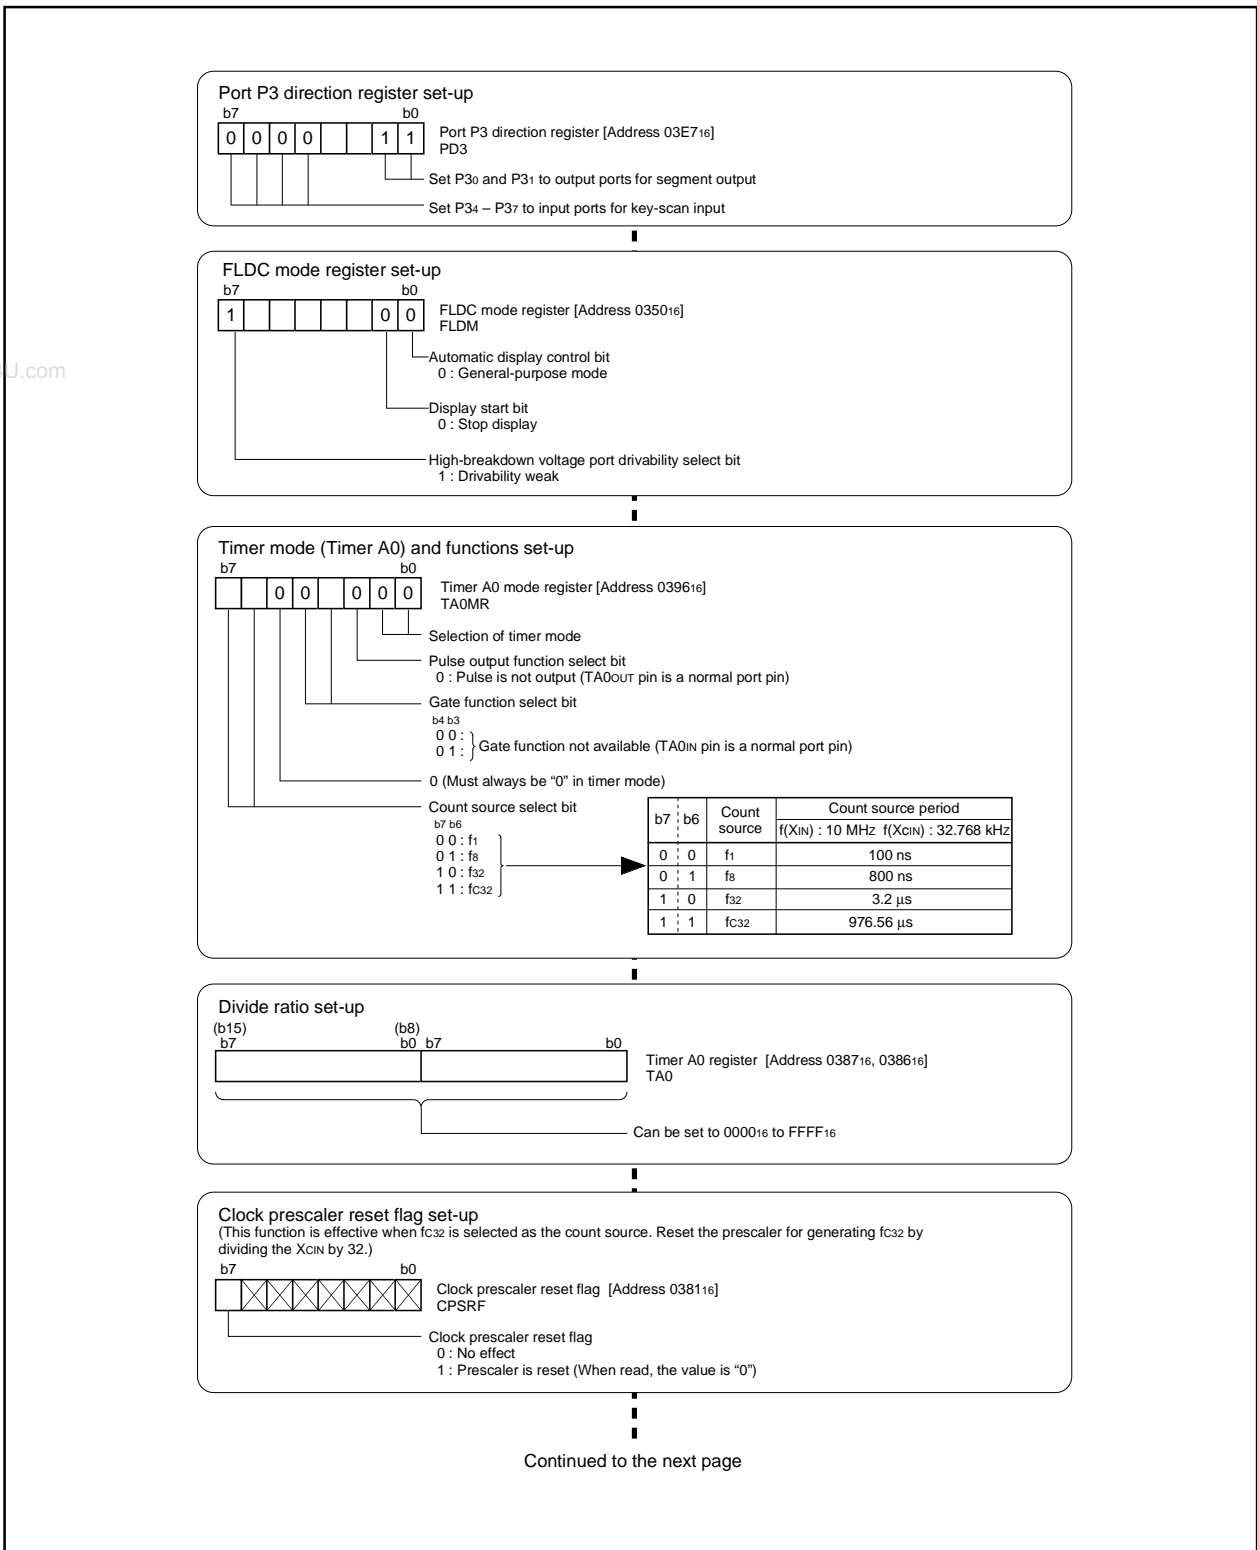 Port P3 direction register set-up
b7 b0
0 0 0 0 1 1
Port P3 direction register [Address 03E716]
PD3
Set P30 and P31 to output ports for segment output
Set P34 – P37 to input ports for key-scan input
FLDC mode register set-up
b7 b0
1 0 0
FLDC mode register [Address 035016]
FLDM
J.com
Automatic display control bit
0 : General-purpose mode
Display start bit
0 : Stop display
High-breakdown voltage port drivability select bit
1 : Drivability weak
Timer mode (Timer A0) and functions set-up
b7 b0
0 0 0 0 0
Timer A0 mode register [Address 039616]
TA0MR
Selection of timer mode
Pulse output function select bit
0 : Pulse is not output (TA0OUT pin is a normal port pin)
Gate function select bit
b4 b3
0 0 :
0 1 :
Gate function not available (TA0IN pin is a normal port pin)
0 (Must always be “0” in timer mode)
Count source select bit
b7 b6
0 0 : f1
0 1 : f8
1 0 : f32
1 1 : fC32
b7 b6 Count source Count source period
f(XIN) : 10 MHz f(XCIN) : 32.768 kHz
0 0 f1 100 ns
0 1 f8 800 ns
1 0 f32 3.2 µs
1 1 fC32 976.56 µs
Divide ratio set-up
(b15) (b8)
b7 b0 b7 b0
Timer A0 register [Address 038716, 038616]
TA0
Can be set to 000016 to FFFF16
Clock prescaler reset flag set-up
(This function is effective when fC32 is selected as the count source. Reset the prescaler for generating fC32 by
dividing the XCIN by 32.)
b7 b0
Clock prescaler reset flag [Address 038116]
CPSRF
Clock prescaler reset flag
0 : No effect
1 : Prescaler is reset (When read, the value is “0”)
Continued to the next page